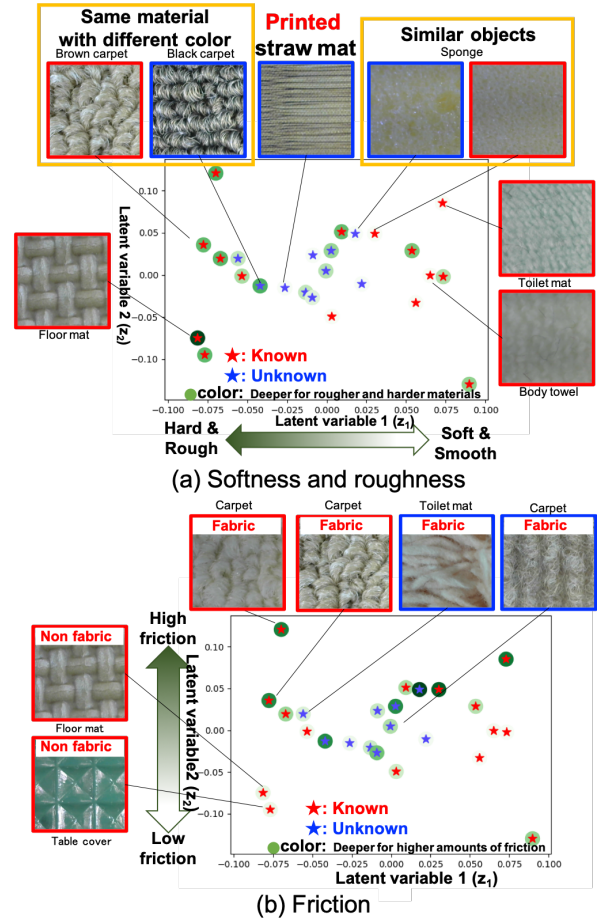 Same material
with different color
Brown carpet
Black carpet
Printed
straw mat
Similar objects
Sponge
Toilet mat
Body towel
Floor mat
Latent variable 2 (z2)
0.10
0.05
0.00
−0.05
−0.10
−0.100
−0.075
−0.050
−0.025
0.000
0.025
0.050
0.075
0.100
★: Known
★: Unknown
color: Deeper for rougher and harder materials
Latent variable 1 (z1)
Hard &
Rough
Soft &
Smooth
(a) Softness and roughness
Carpet
Fabric
Carpet
Fabric
Toilet mat
Fabric
Carpet
Fabric
High
friction
Low
friction
Non fabric
Floor mat
Non fabric
Table cover
Latent variable2 (z2)
0.10
0.05
0.00
−0.05
−0.10
−0.100
−0.075
−0.050
−0.025
0.000
0.025
0.050
0.075
0.100
★: Known
★: Unknown
color: Deeper for higher amounts of friction
Latent variable 1 (z1)
(b) Friction